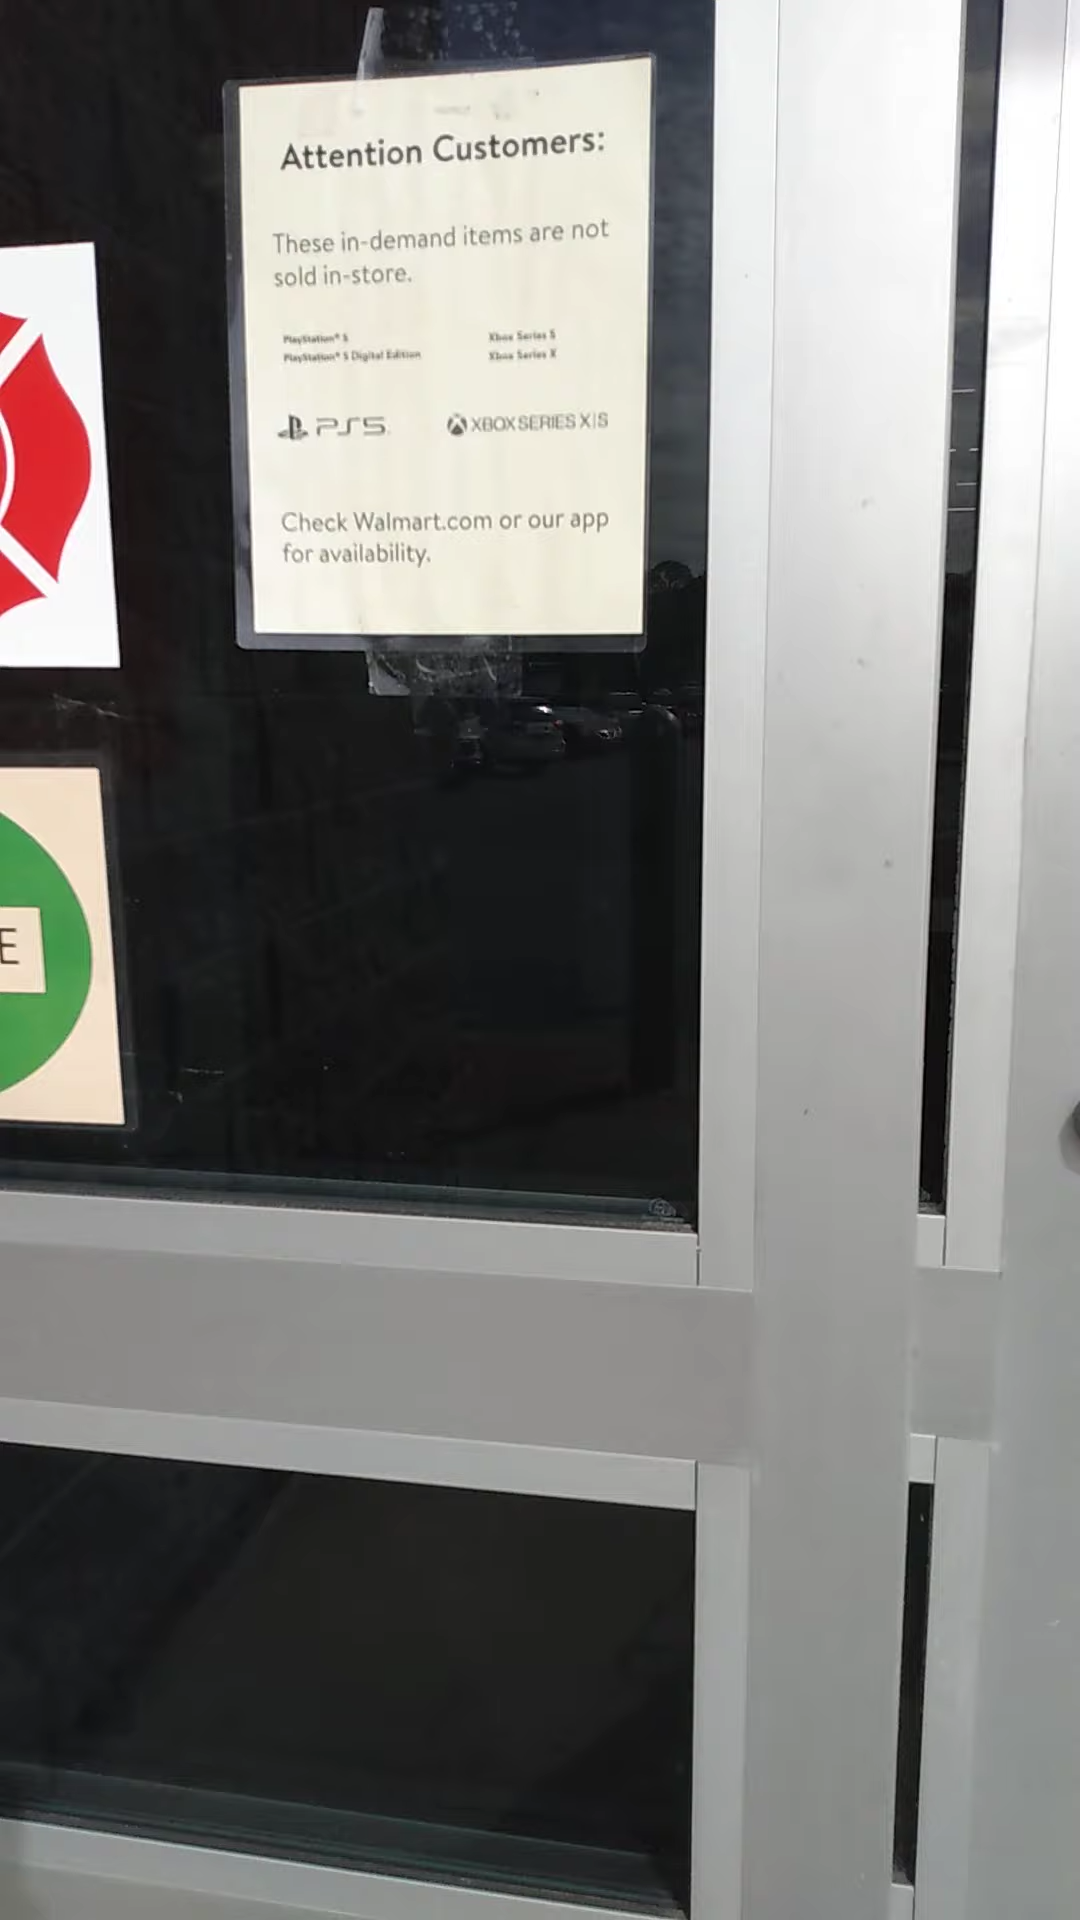 Attention Customers:
These in-demand items are not
sold in-store.
PlayStation® 5
PlayStation® 5 Digital Edition
Xbox Series S
Xbox Series X
PS5
XBOX SERIES X|S
Check Walmart.com or our app
for availability.
E